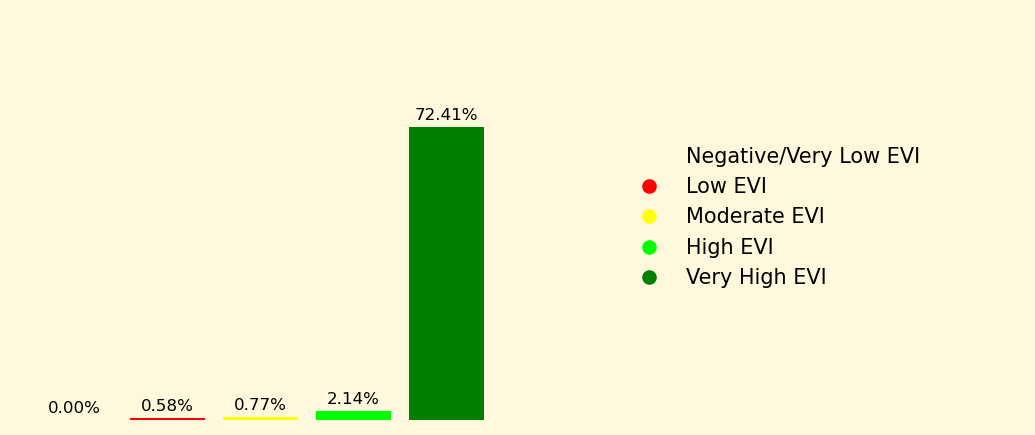 72.41%
2.14%
0.77%
0.58%
0.00%
Negative/Very Low EVI
Low EVI
Moderate EVI
High EVI
Very High EVI